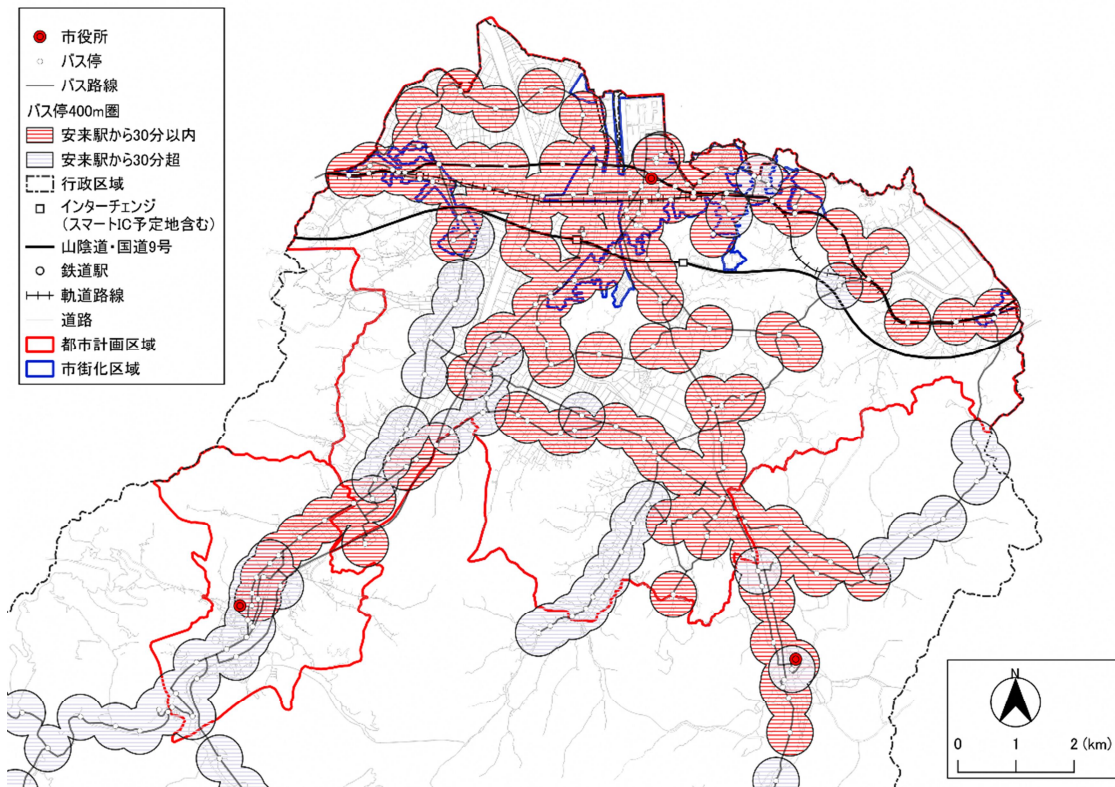 市役所
バス停
バス路線
バス停400m圏
安来駅から30分以内
安来駅から30分超
行政区域
インターチェンジ
(スマートIC予定地含む)
山陰道・国道9号
鉄道駅
軌道路線
道路
都市計画区域
市街化区域
N
0 1 2 (km)